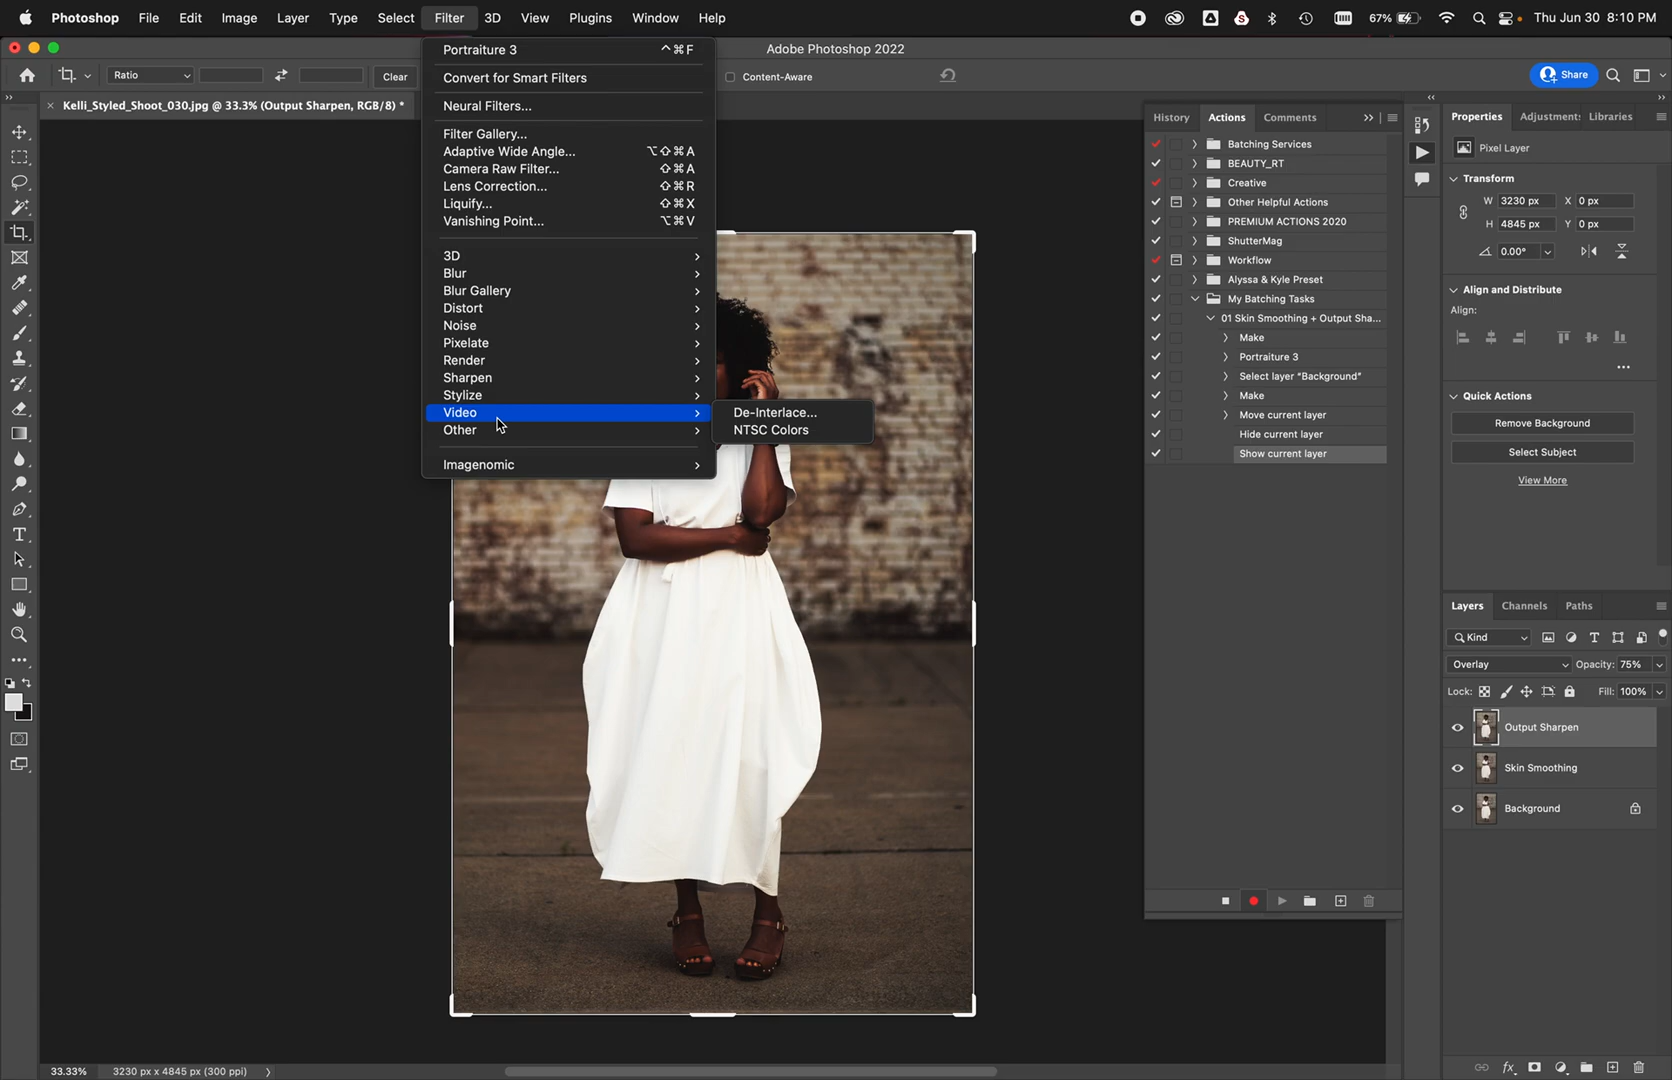 Photoshop File Edit Image Layer Type Select Filter 3D View Plugins Window Help 67% Thu Jun 30 8:10 PM
Adobe Photoshop 2022
Ratio Clear Content-Aware Share
Kelli_Styled_Shoot_030.jpg @ 33.3% (Output Sharpen, RGB/8) *
Portraiture 3 ^⌘F
Convert for Smart Filters
Neural Filters...
Filter Gallery...
Adaptive Wide Angle... ⌥⇧⌘A
Camera Raw Filter... ⇧⌘A
Lens Correction... ⇧⌘R
Liquify... ⇧⌘X
Vanishing Point... ⌥⌘V
3D
Blur
Blur Gallery
Distort
Noise
Pixelate
Render
Sharpen
Stylize
Video
Other
Imagenomic
De-Interlace...
NTSC Colors
History Actions Comments
Batching Services
BEAUTY_RT
Creative
Other Helpful Actions
PREMIUM ACTIONS 2020
ShutterMag
Workflow
Alyssa & Kyle Preset
My Batching Tasks
01 Skin Smoothing + Output Sha...
Make
Portraiture 3
Select layer "Background"
Make
Move current layer
Hide current layer
Show current layer
Properties Adjustment: Libraries
Pixel Layer
Transform
W 3230 px X 0 px
H 4845 px Y 0 px
0.00°
Align and Distribute
Align:
Quick Actions
Remove Background
Select Subject
View More
Layers Channels Paths
Kind
Overlay Opacity: 75%
Lock: Fill: 100%
Output Sharpen
Skin Smoothing
Background
33.33% 3230 px x 4845 px (300 ppi)